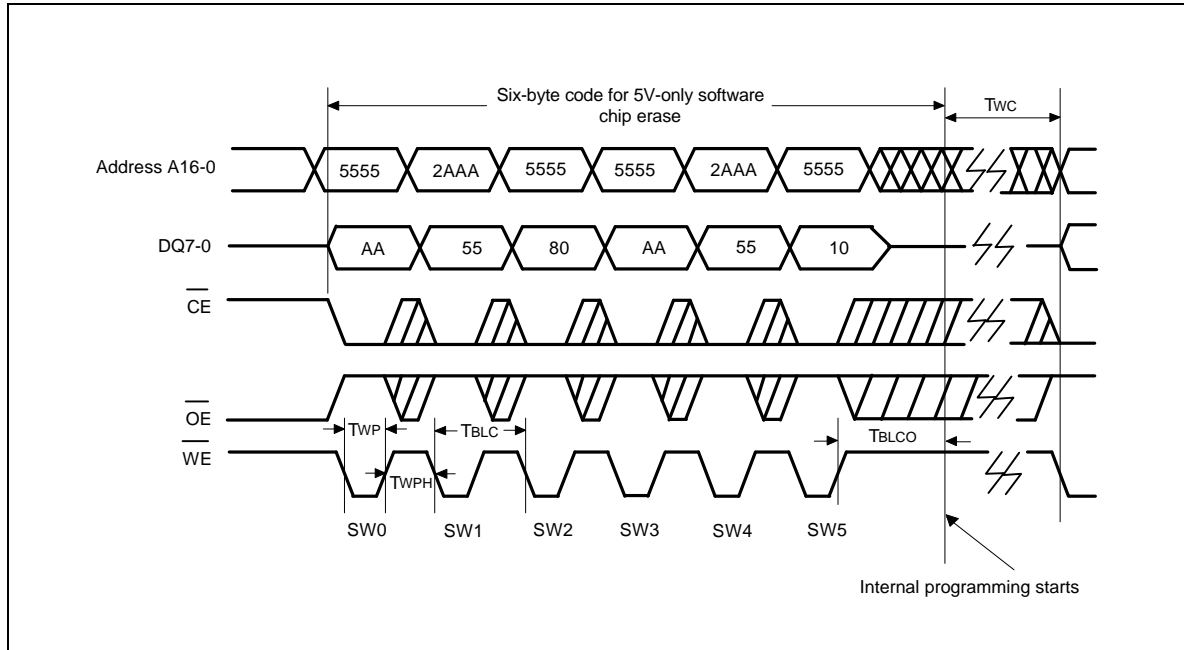 Six-byte code for 5V-only software
chip erase
TWC
Address A16-0
5555
2AAA
5555
5555
2AAA
5555
DQ7-0
AA
55
80
AA
55
10
CE
OE
TWP
TBLC
TBLCO
WE
TWPH
SW0
SW1
SW2
SW3
SW4
SW5
Internal programming starts